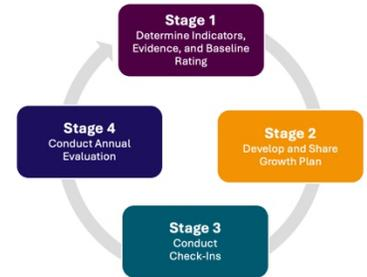 Stage 1
Determine Indicators,
Evidence, and Baseline
Rating
Stage 2
Develop and Share
Growth Plan
Stage 3
Conduct
Check-Ins
Stage 4
Conduct Annual
Evaluation